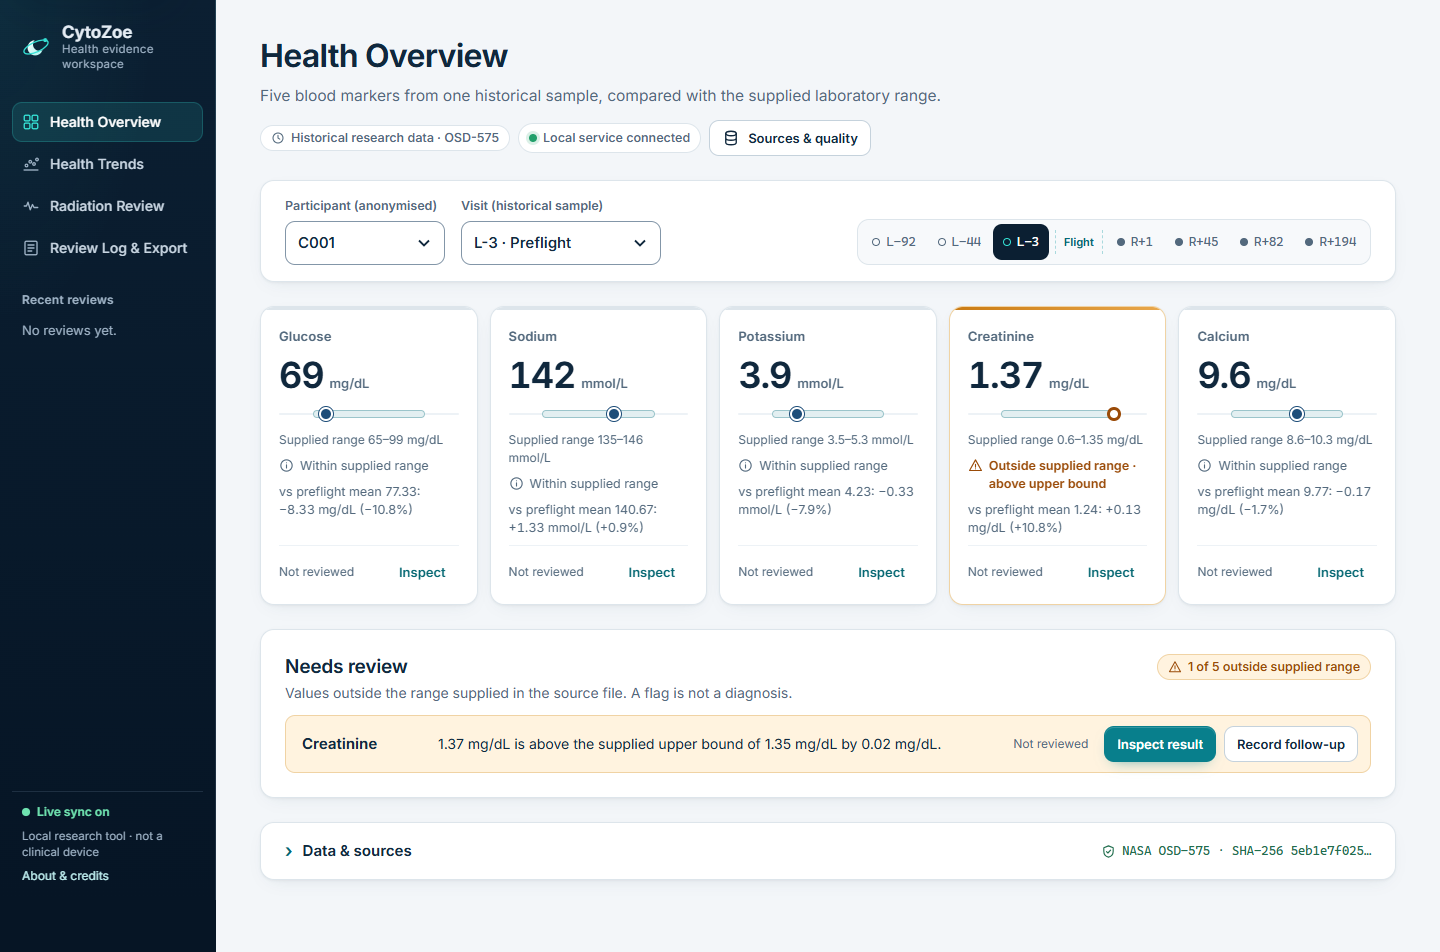 CytoZoe
Health evidence
workspace
Health Overview
Health Trends
Radiation Review
Review Log & Export
Recent reviews
No reviews yet.
Live sync on
Local research tool · not a
clinical device
About & credits
Health Overview
Five blood markers from one historical sample, compared with the supplied laboratory range.
Historical research data · OSD-575
Local service connected
Sources & quality
Participant (anonymised)
C001
Visit (historical sample)
L-3 · Preflight
L−92
L−44
L−3
Flight
R+1
R+45
R+82
R+194
Glucose
69 mg/dL
Supplied range 65–99 mg/dL
Within supplied range
vs preflight mean 77.33:
−8.33 mg/dL (−10.8%)
Not reviewed
Inspect
Sodium
142 mmol/L
Supplied range 135–146
mmol/L
Within supplied range
vs preflight mean 140.67:
+1.33 mmol/L (+0.9%)
Not reviewed
Inspect
Potassium
3.9 mmol/L
Supplied range 3.5–5.3 mmol/L
Within supplied range
vs preflight mean 4.23: −0.33
mmol/L (−7.9%)
Not reviewed
Inspect
Creatinine
1.37 mg/dL
Supplied range 0.6–1.35 mg/dL
Outside supplied range ·
above upper bound
vs preflight mean 1.24: +0.13
mg/dL (+10.8%)
Not reviewed
Inspect
Calcium
9.6 mg/dL
Supplied range 8.6–10.3 mg/dL
Within supplied range
vs preflight mean 9.77: −0.17
mg/dL (−1.7%)
Not reviewed
Inspect
Needs review
1 of 5 outside supplied range
Values outside the range supplied in the source file. A flag is not a diagnosis.
Creatinine
1.37 mg/dL is above the supplied upper bound of 1.35 mg/dL by 0.02 mg/dL.
Not reviewed
Inspect result
Record follow-up
Data & sources
NASA OSD-575 · SHA-256 5eb1e7f025…